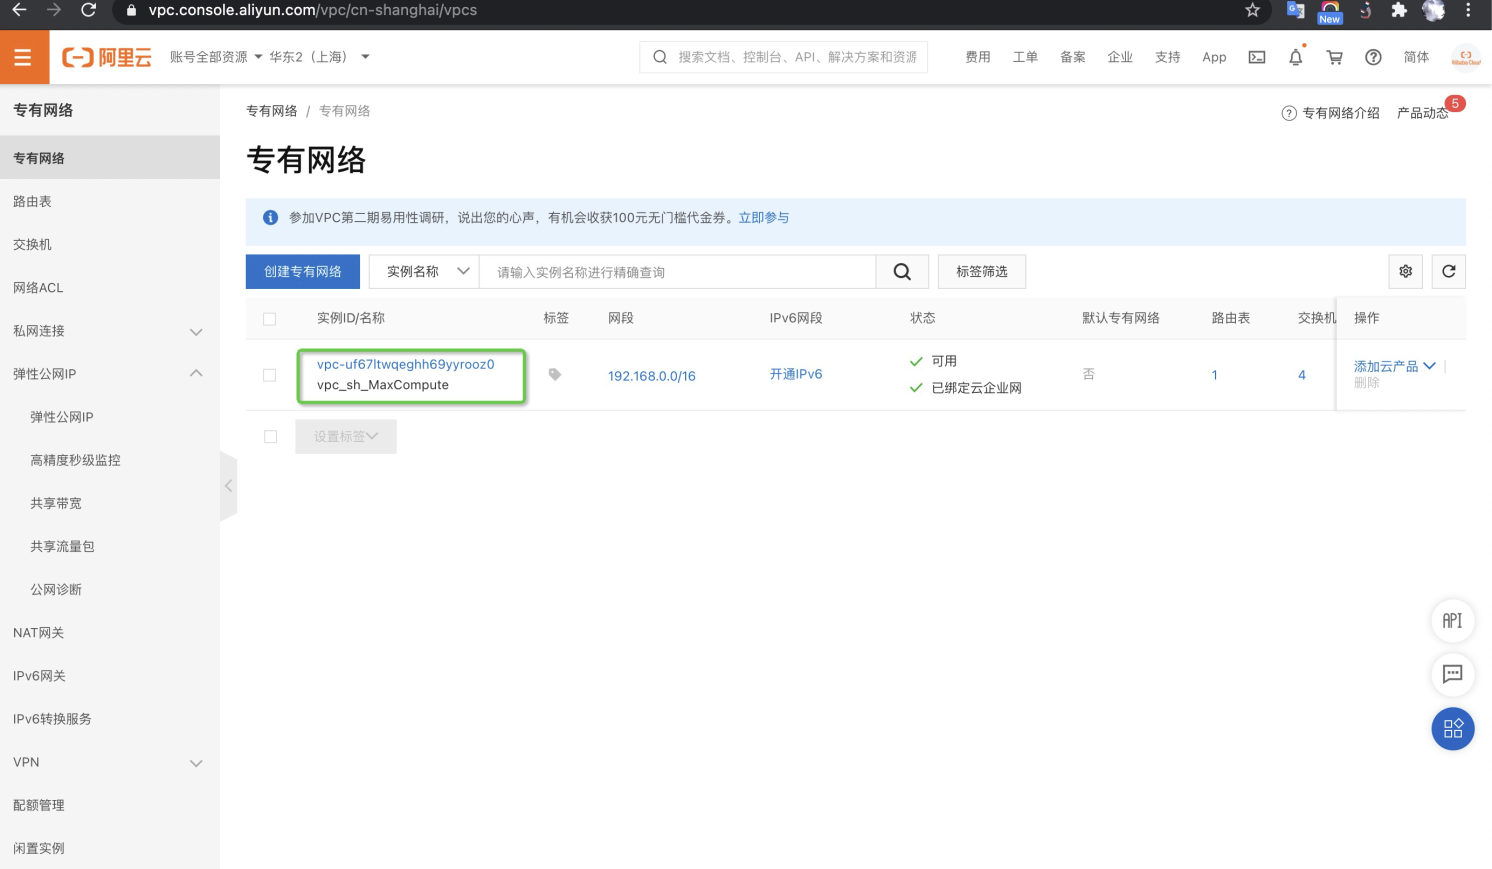 vpc.console.aliyun.com/vpc/cn-shanghai/vpcs
New
阿里云
账号全部资源
华东2（上海）
搜索文档、控制台、API、解决方案和资源
费用
工单
备案
企业
支持
App
简体
专有网络
专有网络
路由表
交换机
网络ACL
私网连接
弹性公网IP
弹性公网IP
高精度秒级监控
共享带宽
共享流量包
公网诊断
NAT网关
IPv6网关
IPv6转换服务
VPN
配额管理
闲置实例
专有网络 / 专有网络
专有网络介绍
产品动态
5
专有网络
参加VPC第二期易用性调研，说出您的心声，有机会收获100元无门槛代金券。立即参与
创建专有网络
实例名称
请输入实例名称进行精确查询
标签筛选
实例ID/名称
标签
网段
IPv6网段
状态
默认专有网络
路由表
交换机
操作
vpc-uf67ltwqeghh69yyrooz0
vpc_sh_MaxCompute
192.168.0.0/16
开通IPv6
可用
已绑定云企业网
否
1
4
添加云产品
删除
设置标签
API